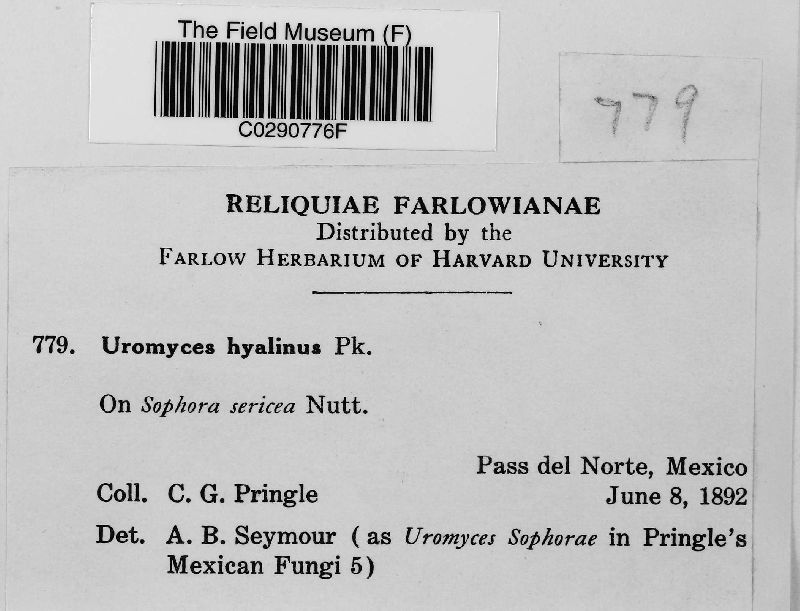 The Field Museum (F)
C0290776F
779
RELIQUIAE FARLOWIANAE
Distributed by the
FARLOW HERBARIUM OF HARVARD UNIVERSITY
779. Uromyces hyalinus Pk.
On Sophora sericea Nutt.
Pass del Norte, Mexico
Coll. C. G. Pringle June 8, 1892
Det. A. B. Seymour ( as Uromyces Sophorae in Pringle's
Mexican Fungi 5)